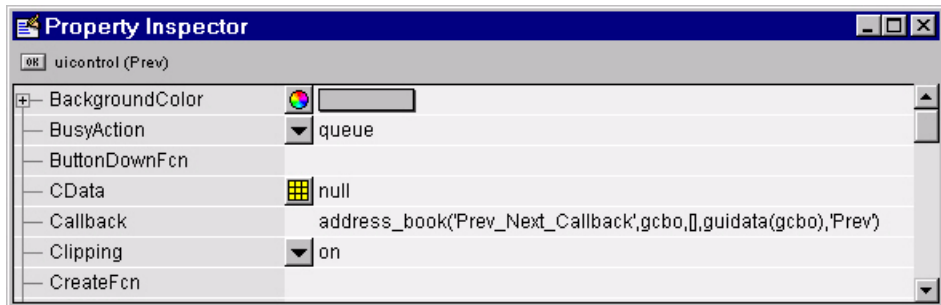 Property Inspector
OK uicontrol (Prev)
BackgroundColor
BusyAction queue
ButtonDownFcn
CData null
Callback address_book('Prev_Next_Callback',gcbo,[],guidata(gcbo),'Prev')
Clipping on
CreateFcn